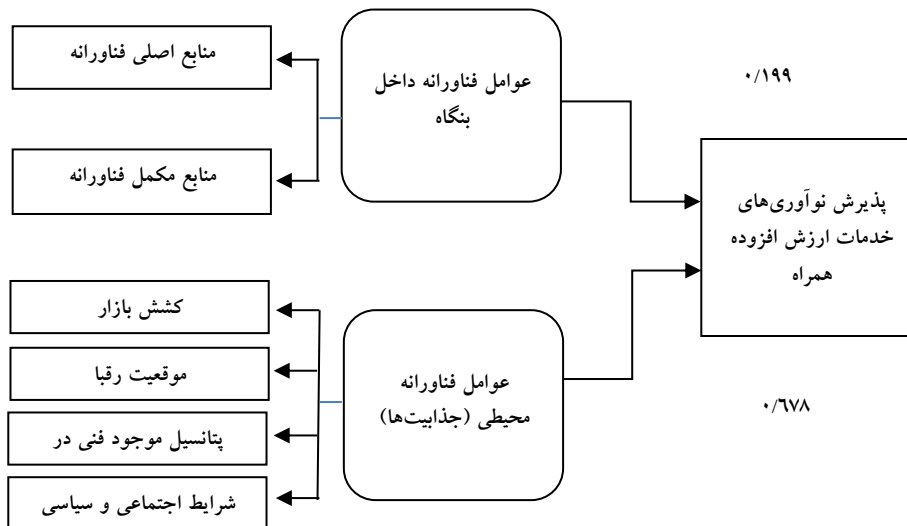 ۰/۱۹۹
پذیرش نوآوری‌های
خدمات ارزش افزوده
همراه
۰/۶۷۸
عوامل فناورانه داخل
بنگاه
منابع اصلی فناورانه
منابع مکمل فناورانه
عوامل فناورانه
محیطی (جذابیت‌ها)
کشش بازار
موقعیت رقبا
پتانسیل موجود فنی در
شرایط اجتماعی و سیاسی